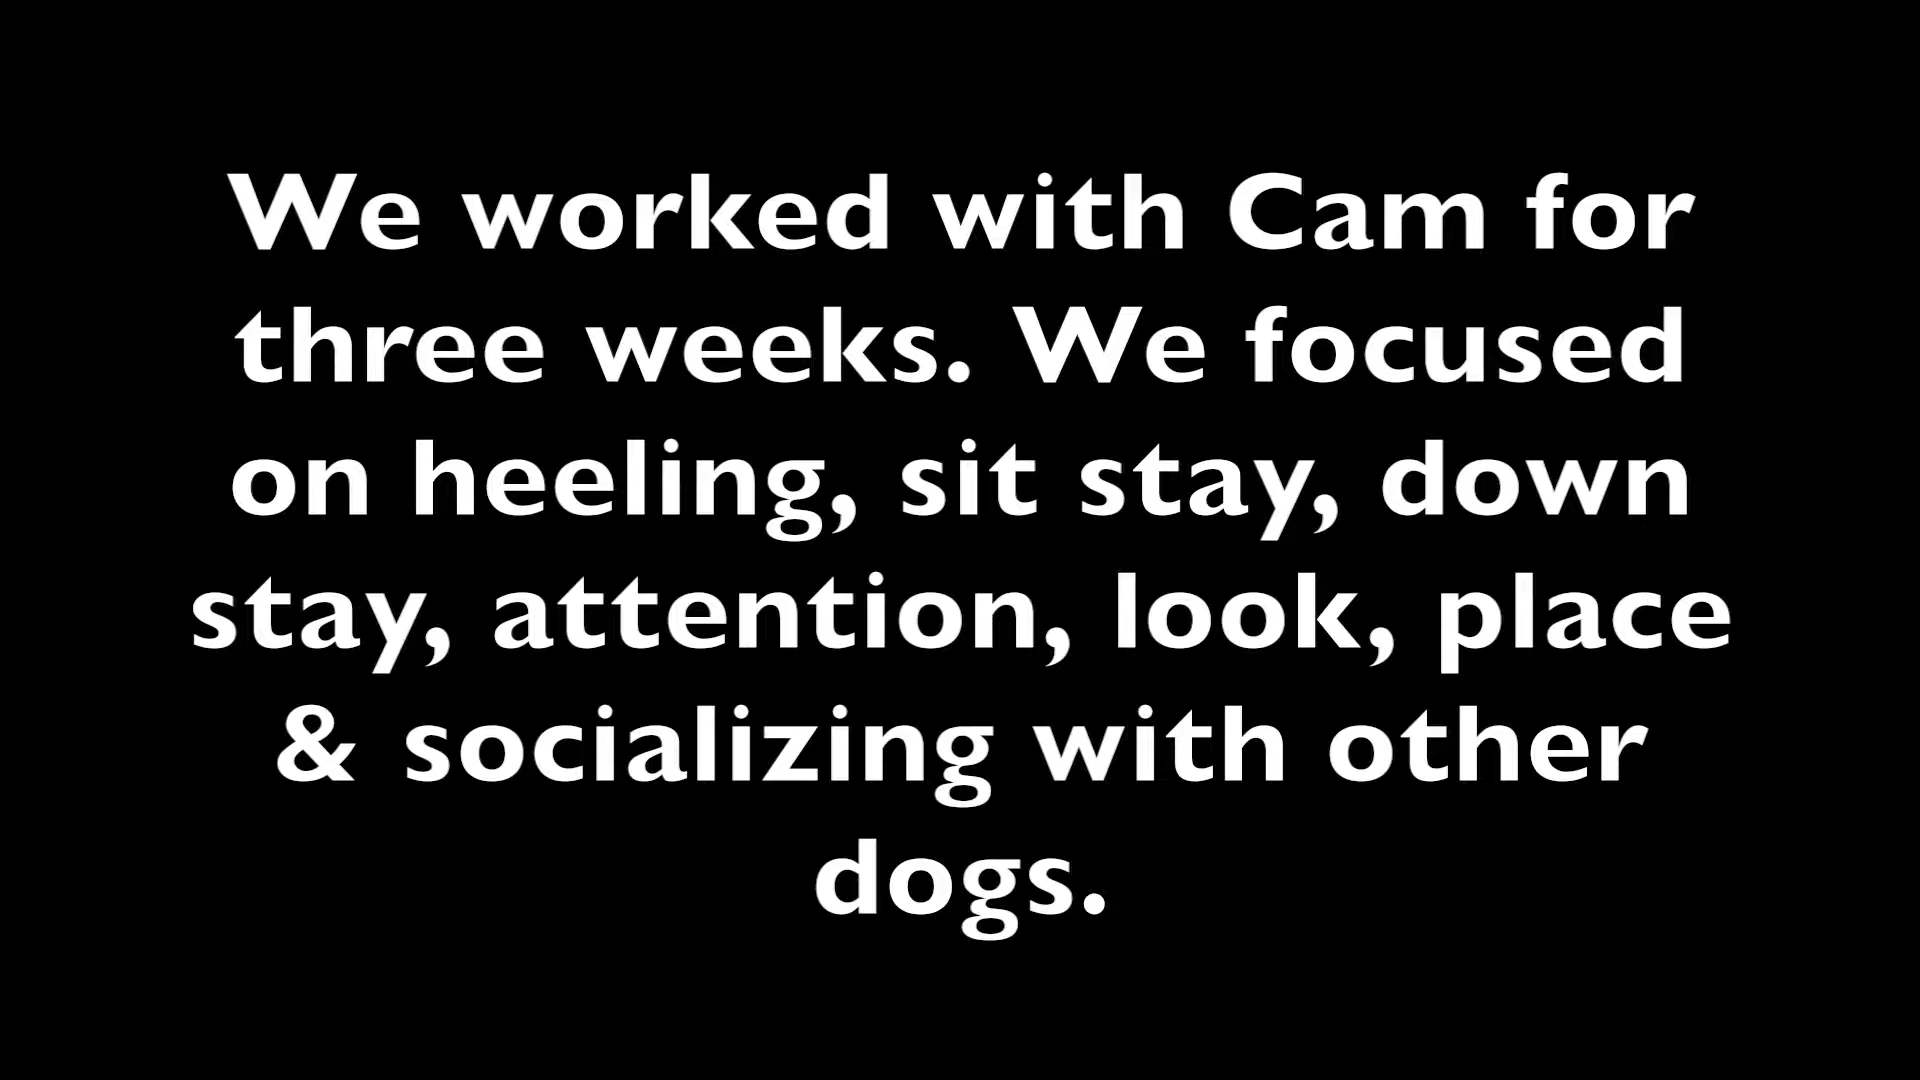 We worked with Cam for
three weeks. We focused
on heeling, sit stay, down
stay, attention, look, place
& socializing with other
dogs.